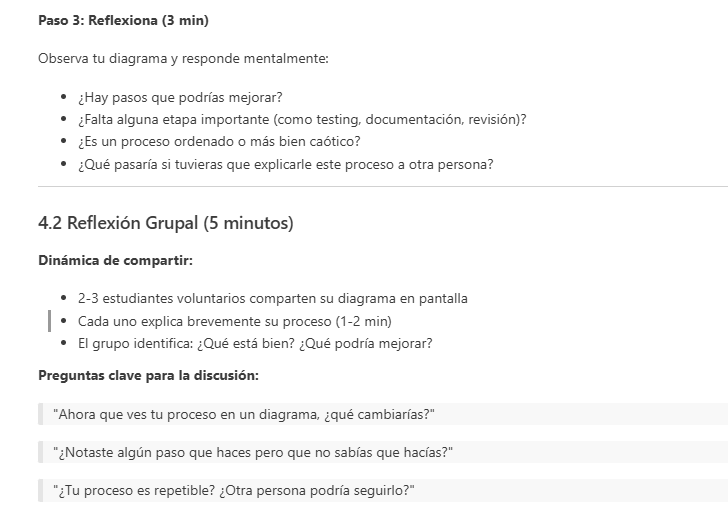 Paso 3: Reflexiona (3 min)
Observa tu diagrama y responde mentalmente:
• ¿Hay pasos que podrías mejorar?
• ¿Falta alguna etapa importante (como testing, documentación, revisión)?
• ¿Es un proceso ordenado o más bien caótico?
• ¿Qué pasaría si tuvieras que explicarle este proceso a otra persona?
4.2 Reflexión Grupal (5 minutos)
Dinámica de compartir:
• 2-3 estudiantes voluntarios comparten su diagrama en pantalla
• Cada uno explica brevemente su proceso (1-2 min)
• El grupo identifica: ¿Qué está bien? ¿Qué podría mejorar?
Preguntas clave para la discusión:
"Ahora que ves tu proceso en un diagrama, ¿qué cambiarías?"
"¿Notaste algún paso que haces pero que no sabías que hacías?"
"¿Tu proceso es repetible? ¿Otra persona podría seguirlo?"